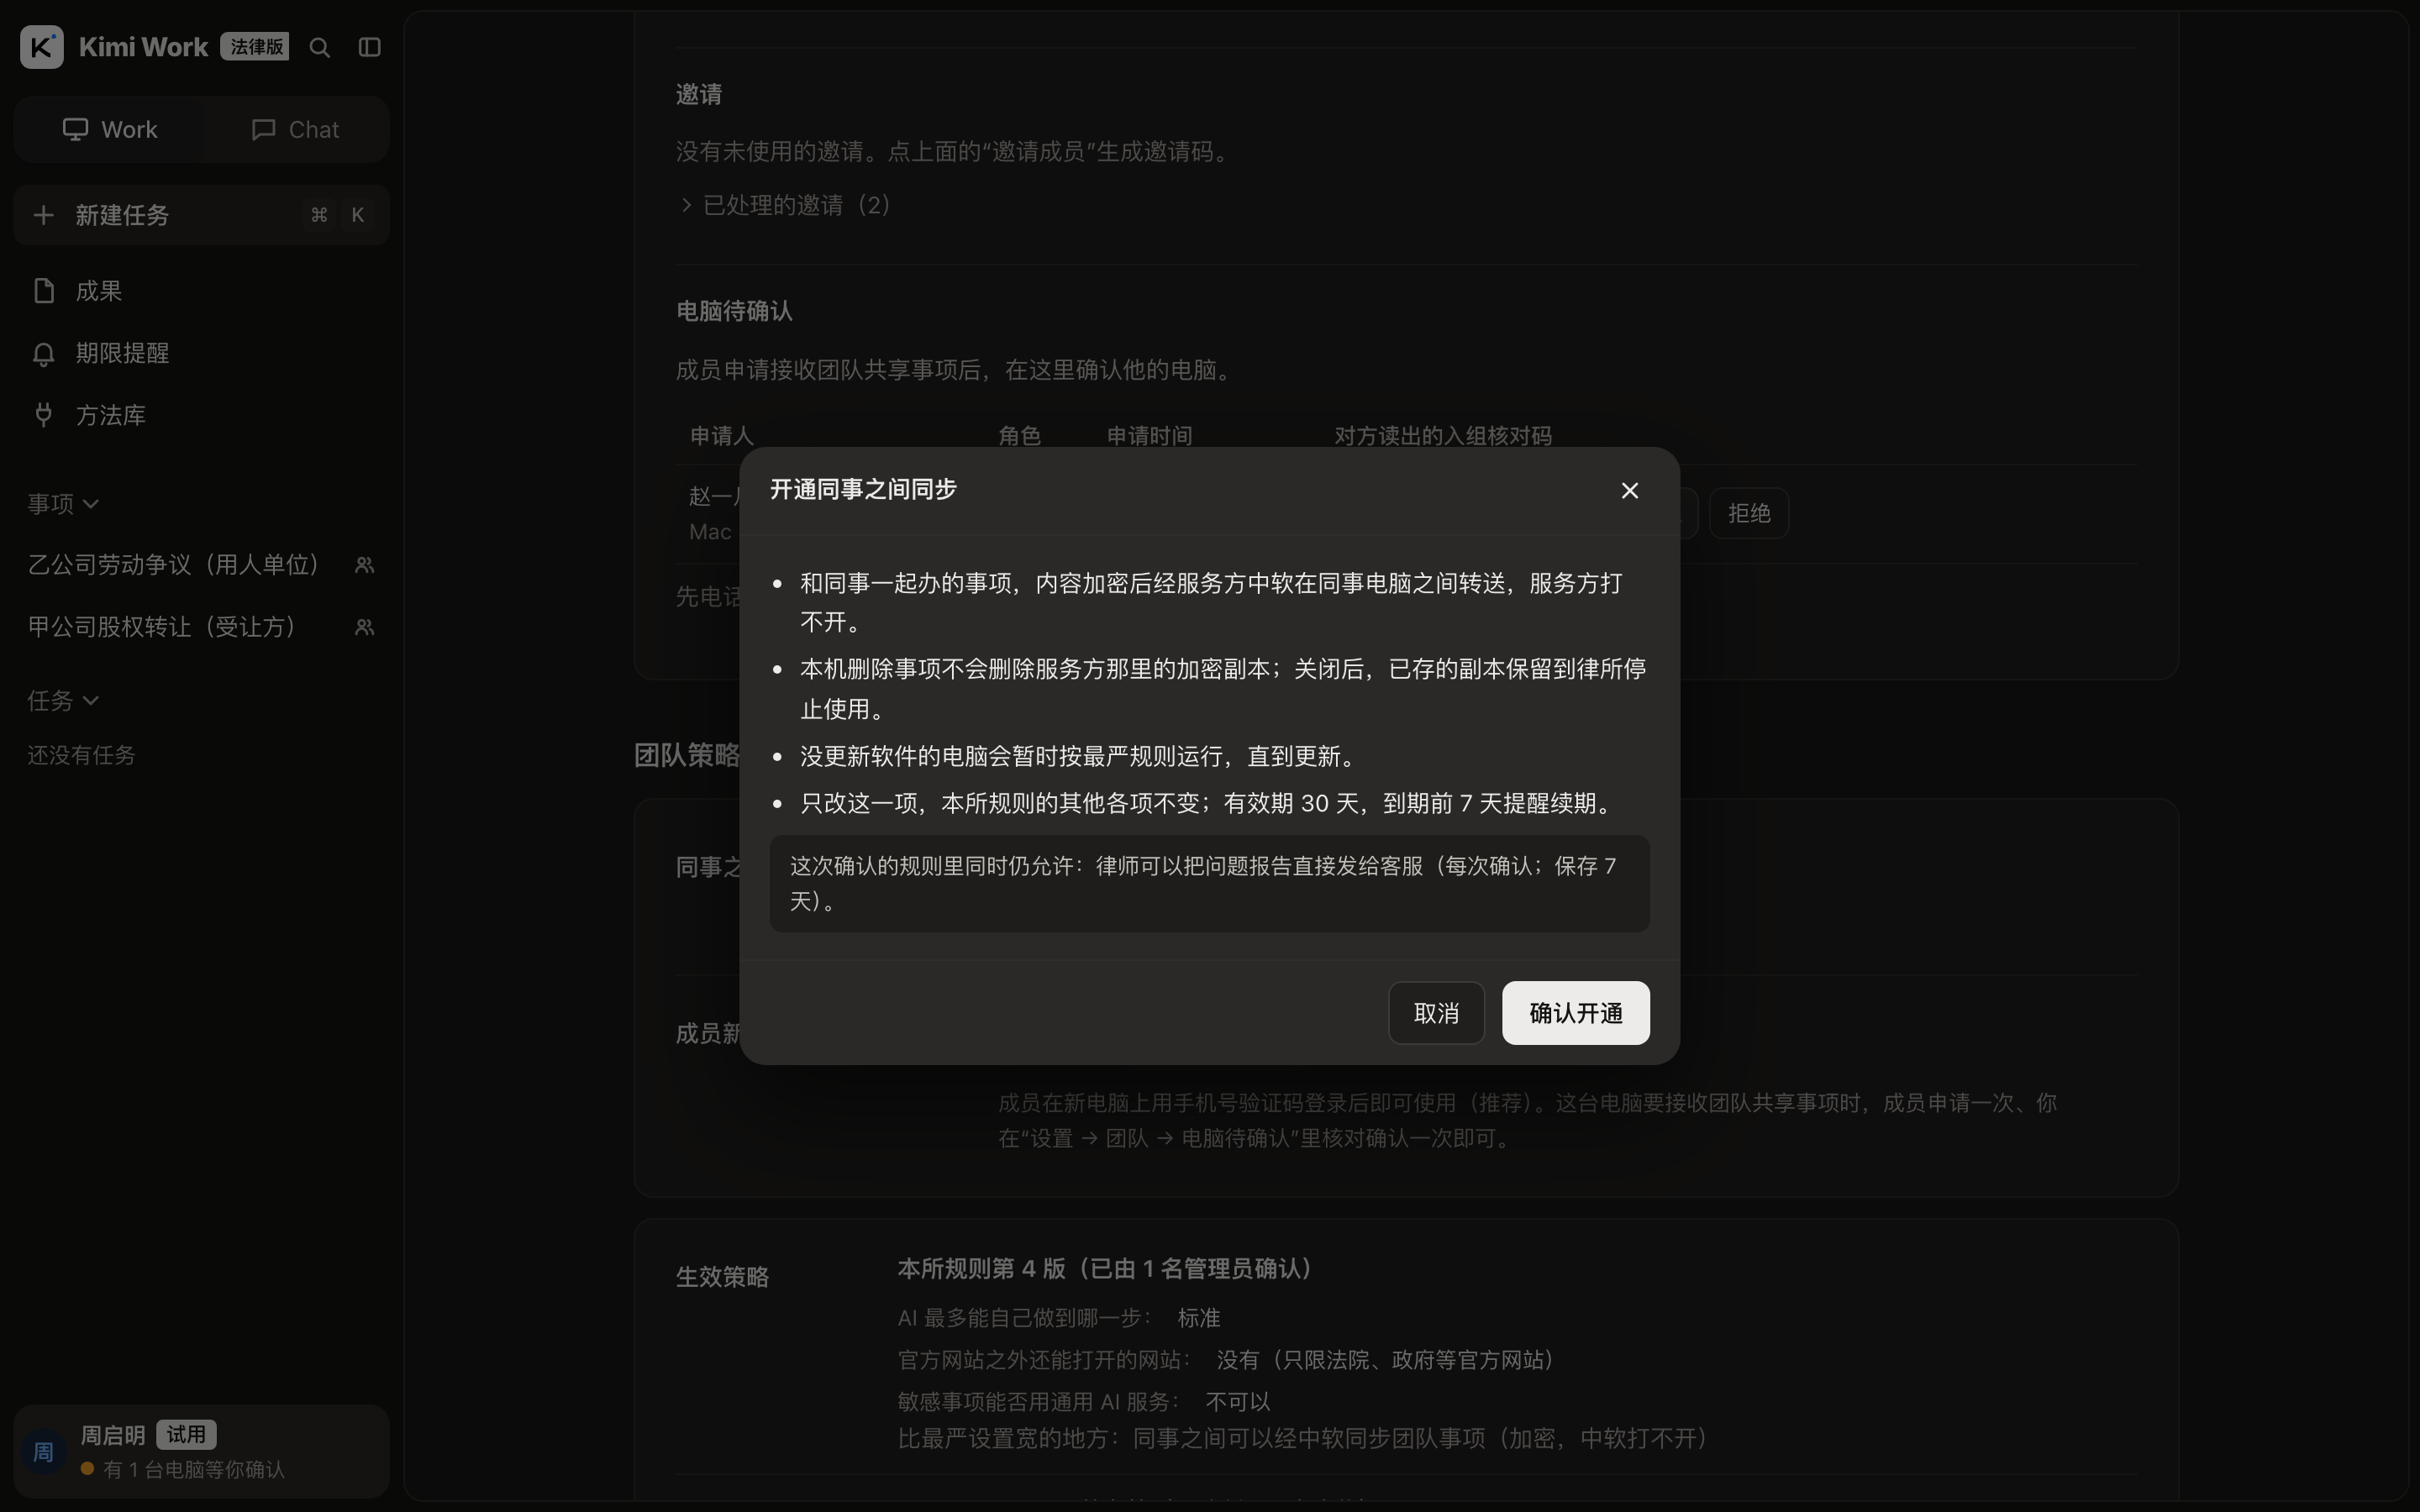 Kimi Work 法律版
Work
Chat
新建任务 ⌘ K
成果
期限提醒
方法库
事项
乙公司劳动争议（用人单位）
甲公司股权转让（受让方）
任务
还没有任务
周 周启明 试用
有 1 台电脑等你确认
邀请
没有未使用的邀请。点上面的“邀请成员”生成邀请码。
已处理的邀请（2）
电脑待确认
成员申请接收团队共享事项后，在这里确认他的电脑。
申请人 角色 申请时间 对方读出的入组核对码
赵一
Mac
拒绝
先电话
开通同事之间同步
和同事一起办的事项，内容加密后经服务方中软在同事电脑之间转送，服务方打
不开。
本机删除事项不会删除服务方那里的加密副本；关闭后，已存的副本保留到律所停
止使用。
没更新软件的电脑会暂时按最严规则运行，直到更新。
只改这一项，本所规则的其他各项不变；有效期 30 天，到期前 7 天提醒续期。
这次确认的规则里同时仍允许：律师可以把问题报告直接发给客服（每次确认；保存 7
天）。
取消
确认开通
团队策略
同事之
成员新
成员在新电脑上用手机号验证码登录后即可使用（推荐）。这台电脑要接收团队共享事项时，成员申请一次、你
在“设置 → 团队 → 电脑待确认”里核对确认一次即可。
生效策略
本所规则第 4 版（已由 1 名管理员确认）
AI 最多能自己做到哪一步： 标准
官方网站之外还能打开的网站： 没有（只限法院、政府等官方网站）
敏感事项能否用通用 AI 服务： 不可以
比最严设置宽的地方：同事之间可以经中软同步团队事项（加密，中软打不开）